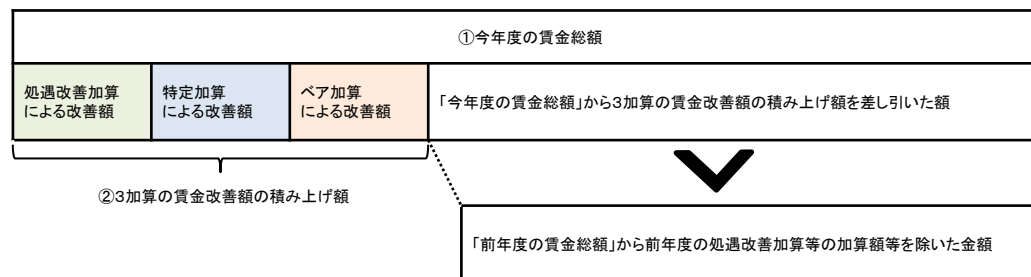 ①今年度の賃金総額
処遇改善加算
による改善額
特定加算
による改善額
ベア加算
による改善額
「今年度の賃金総額」から3加算の賃金改善額の積み上げ額を差し引いた額
②3加算の賃金改善額の積み上げ額
「前年度の賃金総額」から前年度の処遇改善加算等の加算額等を除いた金額